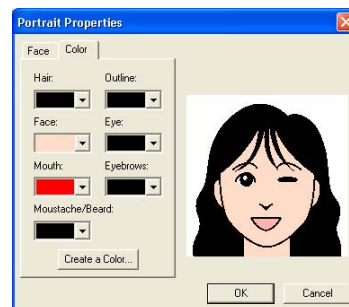 Portrait Properties
Face Color
Hair: Outline:
Face: Eye:
Mouth: Eyebrows:
Moustache/Beard:
Create a Color...
OK Cancel